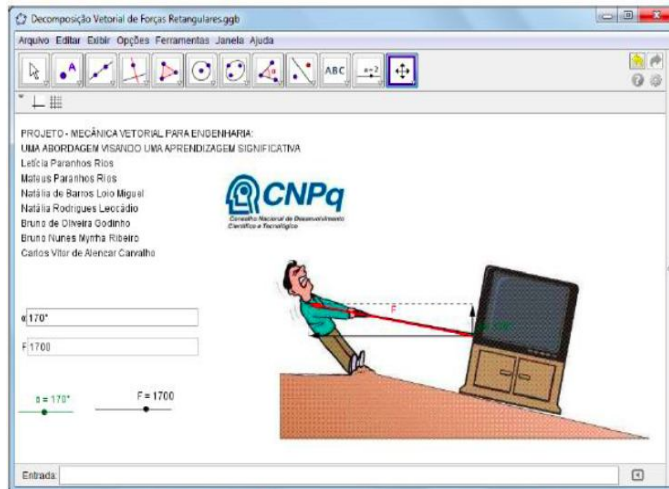 Decomposição Vetorial de Forças Retangulares.ggb
Arquivo Editar Exibir Opções Ferramentas Janela Ajuda
A
ABC
a=2
PROJETO - MECÂNICA VETORIAL PARA ENGENHARIA:
UMA ABORDAGEM VISANDO UMA APRENDIZAGEM SIGNIFICATIVA
Letícia Paranhos Rios
Mateus Paranhos Rios
Natália de Barros Loio Miguel
Natália Rodrigues Leocádio
Bruno de Oliveira Godinho
Bruno Nunes Myrrha Ribeiro
Carlos Vitor de Alencar Carvalho
CNPq
Conselho Nacional de Desenvolvimento
Científico e Tecnológico
F
α 170°
F 1700
α = 170°
F = 1700
Entrada: